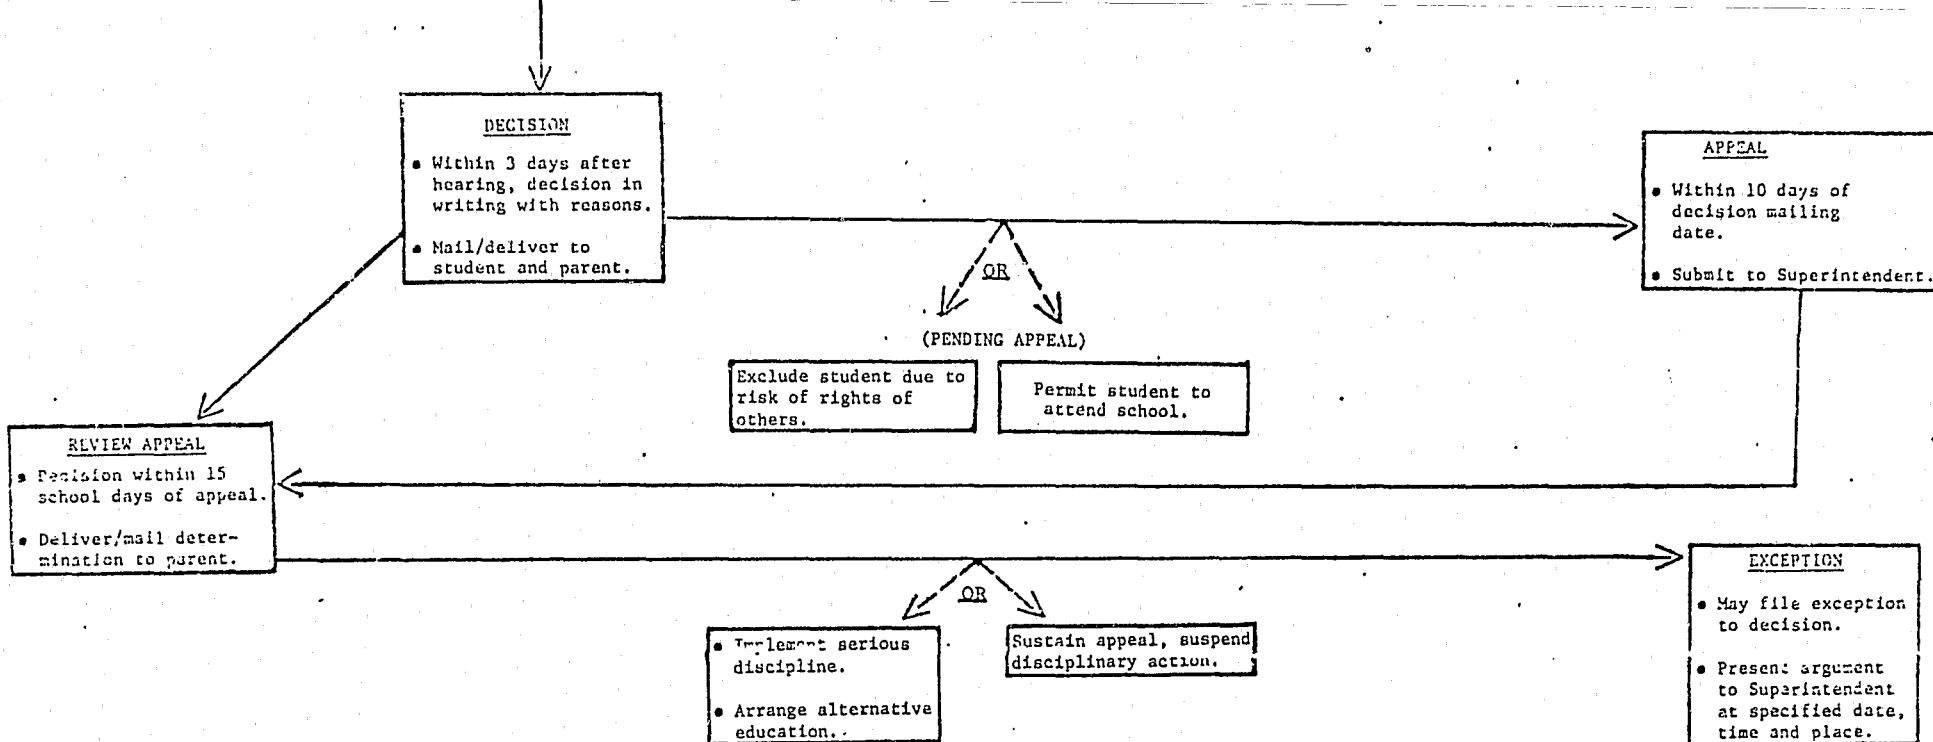 DECISION
• Within 3 days after
hearing, decision in
writing with reasons.
• Mail/deliver to
student and parent.
APPEAL
• Within 10 days of
decision mailing
date.
• Submit to Superintendent.
OR
(PENDING APPEAL)
Exclude student due to
risk of rights of
others.
Permit student to
attend school.
REVIEW APPEAL
• Decision within 15
school days of appeal.
• Deliver/mail deter-
mination to parent.
OR
• Implement serious
discipline.
• Arrange alternative
education.
Sustain appeal, suspend
disciplinary action.
EXCEPTION
• May file exception
to decision.
• Present argument
to Superintendent
at specified date,
time and place.